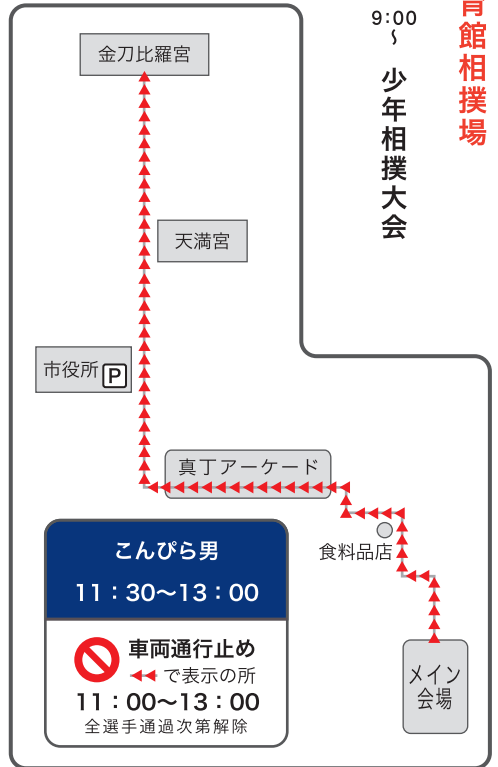 育館相撲場
9:00
〜
少年相撲大会
金刀比羅宮
天満宮
市役所 P
真丁アーケード
食料品店
メイン
会場
こんぴら男
11：30〜13：00
車両通行止め
で表示の所
11：00〜13：00
全選手通過次第解除